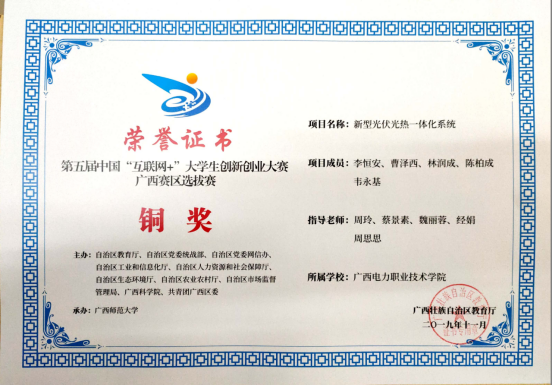 荣誉证书
第五届中国“互联网+”大学生创新创业大赛
广西赛区选拔赛
铜奖
主办：自治区教育厅、自治区党委统战部、自治区党委网信办、
自治区工业和信息化厅、自治区人力资源和社会保障厅、
自治区生态环境厅、自治区农业农村厅、自治区市场监督
管理局、广西科学院、共青团广西区委
承办：广西师范大学
项目名称：新型光伏光热一体化系统
项目成员：李恒安、曹泽西、林润成、陈柏成
韦永基
指导老师：周玲、蔡景素、魏丽蓉、经娟
周思思
所属学校：广西电力职业技术学院
广西壮族自治区教育厅
二〇一九年十一月